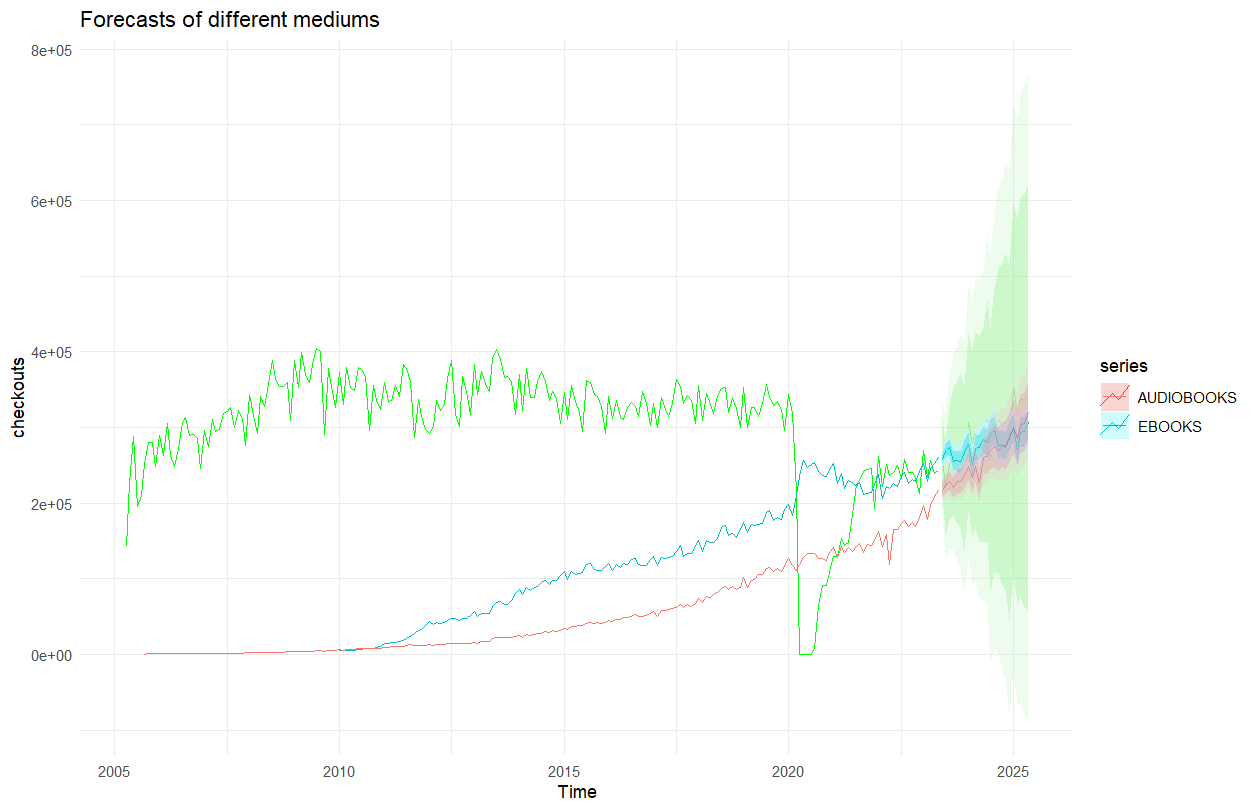 Forecasts of different mediums
8e+05
6e+05
4e+05
2e+05
0e+00
checkouts
2005
2010
2015
2020
2025
Time
series
AUDIOBOOKS
EBOOKS